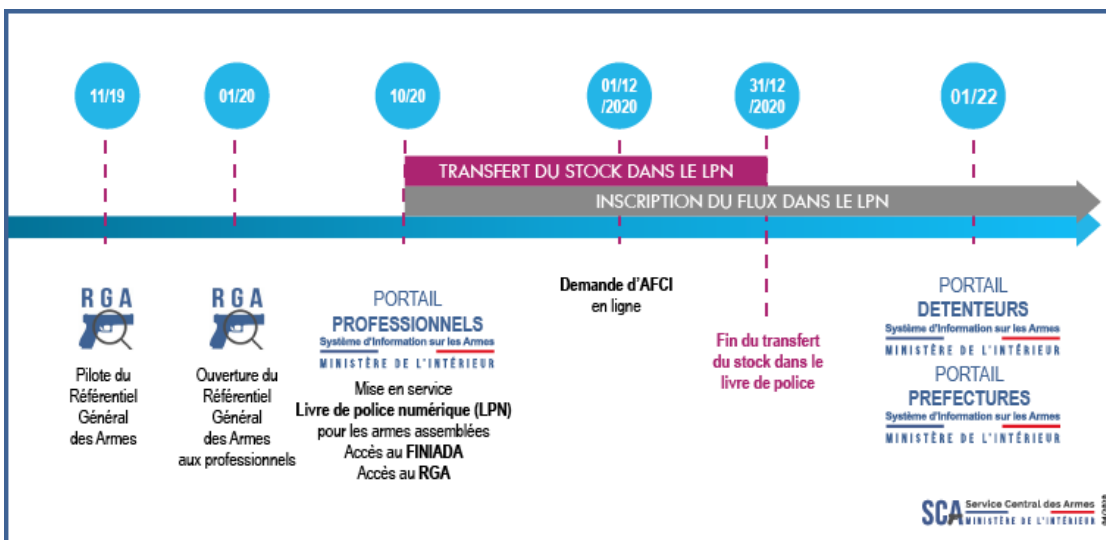 11/19
01/20
10/20
01/12
/2020
31/12
/2020
01/22
TRANSFERT DU STOCK DANS LE LPN
INSCRIPTION DU FLUX DANS LE LPN
RGA
Pilote du
Référentiel
Général
des Armes
RGA
Ouverture du
Référentiel
Général
des Armes
aux professionnels
PORTAIL
PROFESSIONNELS
Système d'Information sur les Armes
MINISTÈRE DE L'INTÉRIEUR
Mise en service
Livre de police numérique (LPN)
pour les armes assemblées
Accès au FINIADA
Accès au RGA
Demande d'AFCI
en ligne
Fin du transfert
du stock dans le
livre de police
PORTAIL
DETENTEURS
Système d'Information sur les Armes
MINISTÈRE DE L'INTÉRIEUR
PORTAIL
PREFECTURES
Système d'Information sur les Armes
MINISTÈRE DE L'INTÉRIEUR
SCA Service Central des Armes
MINISTÈRE DE L'INTÉRIEUR